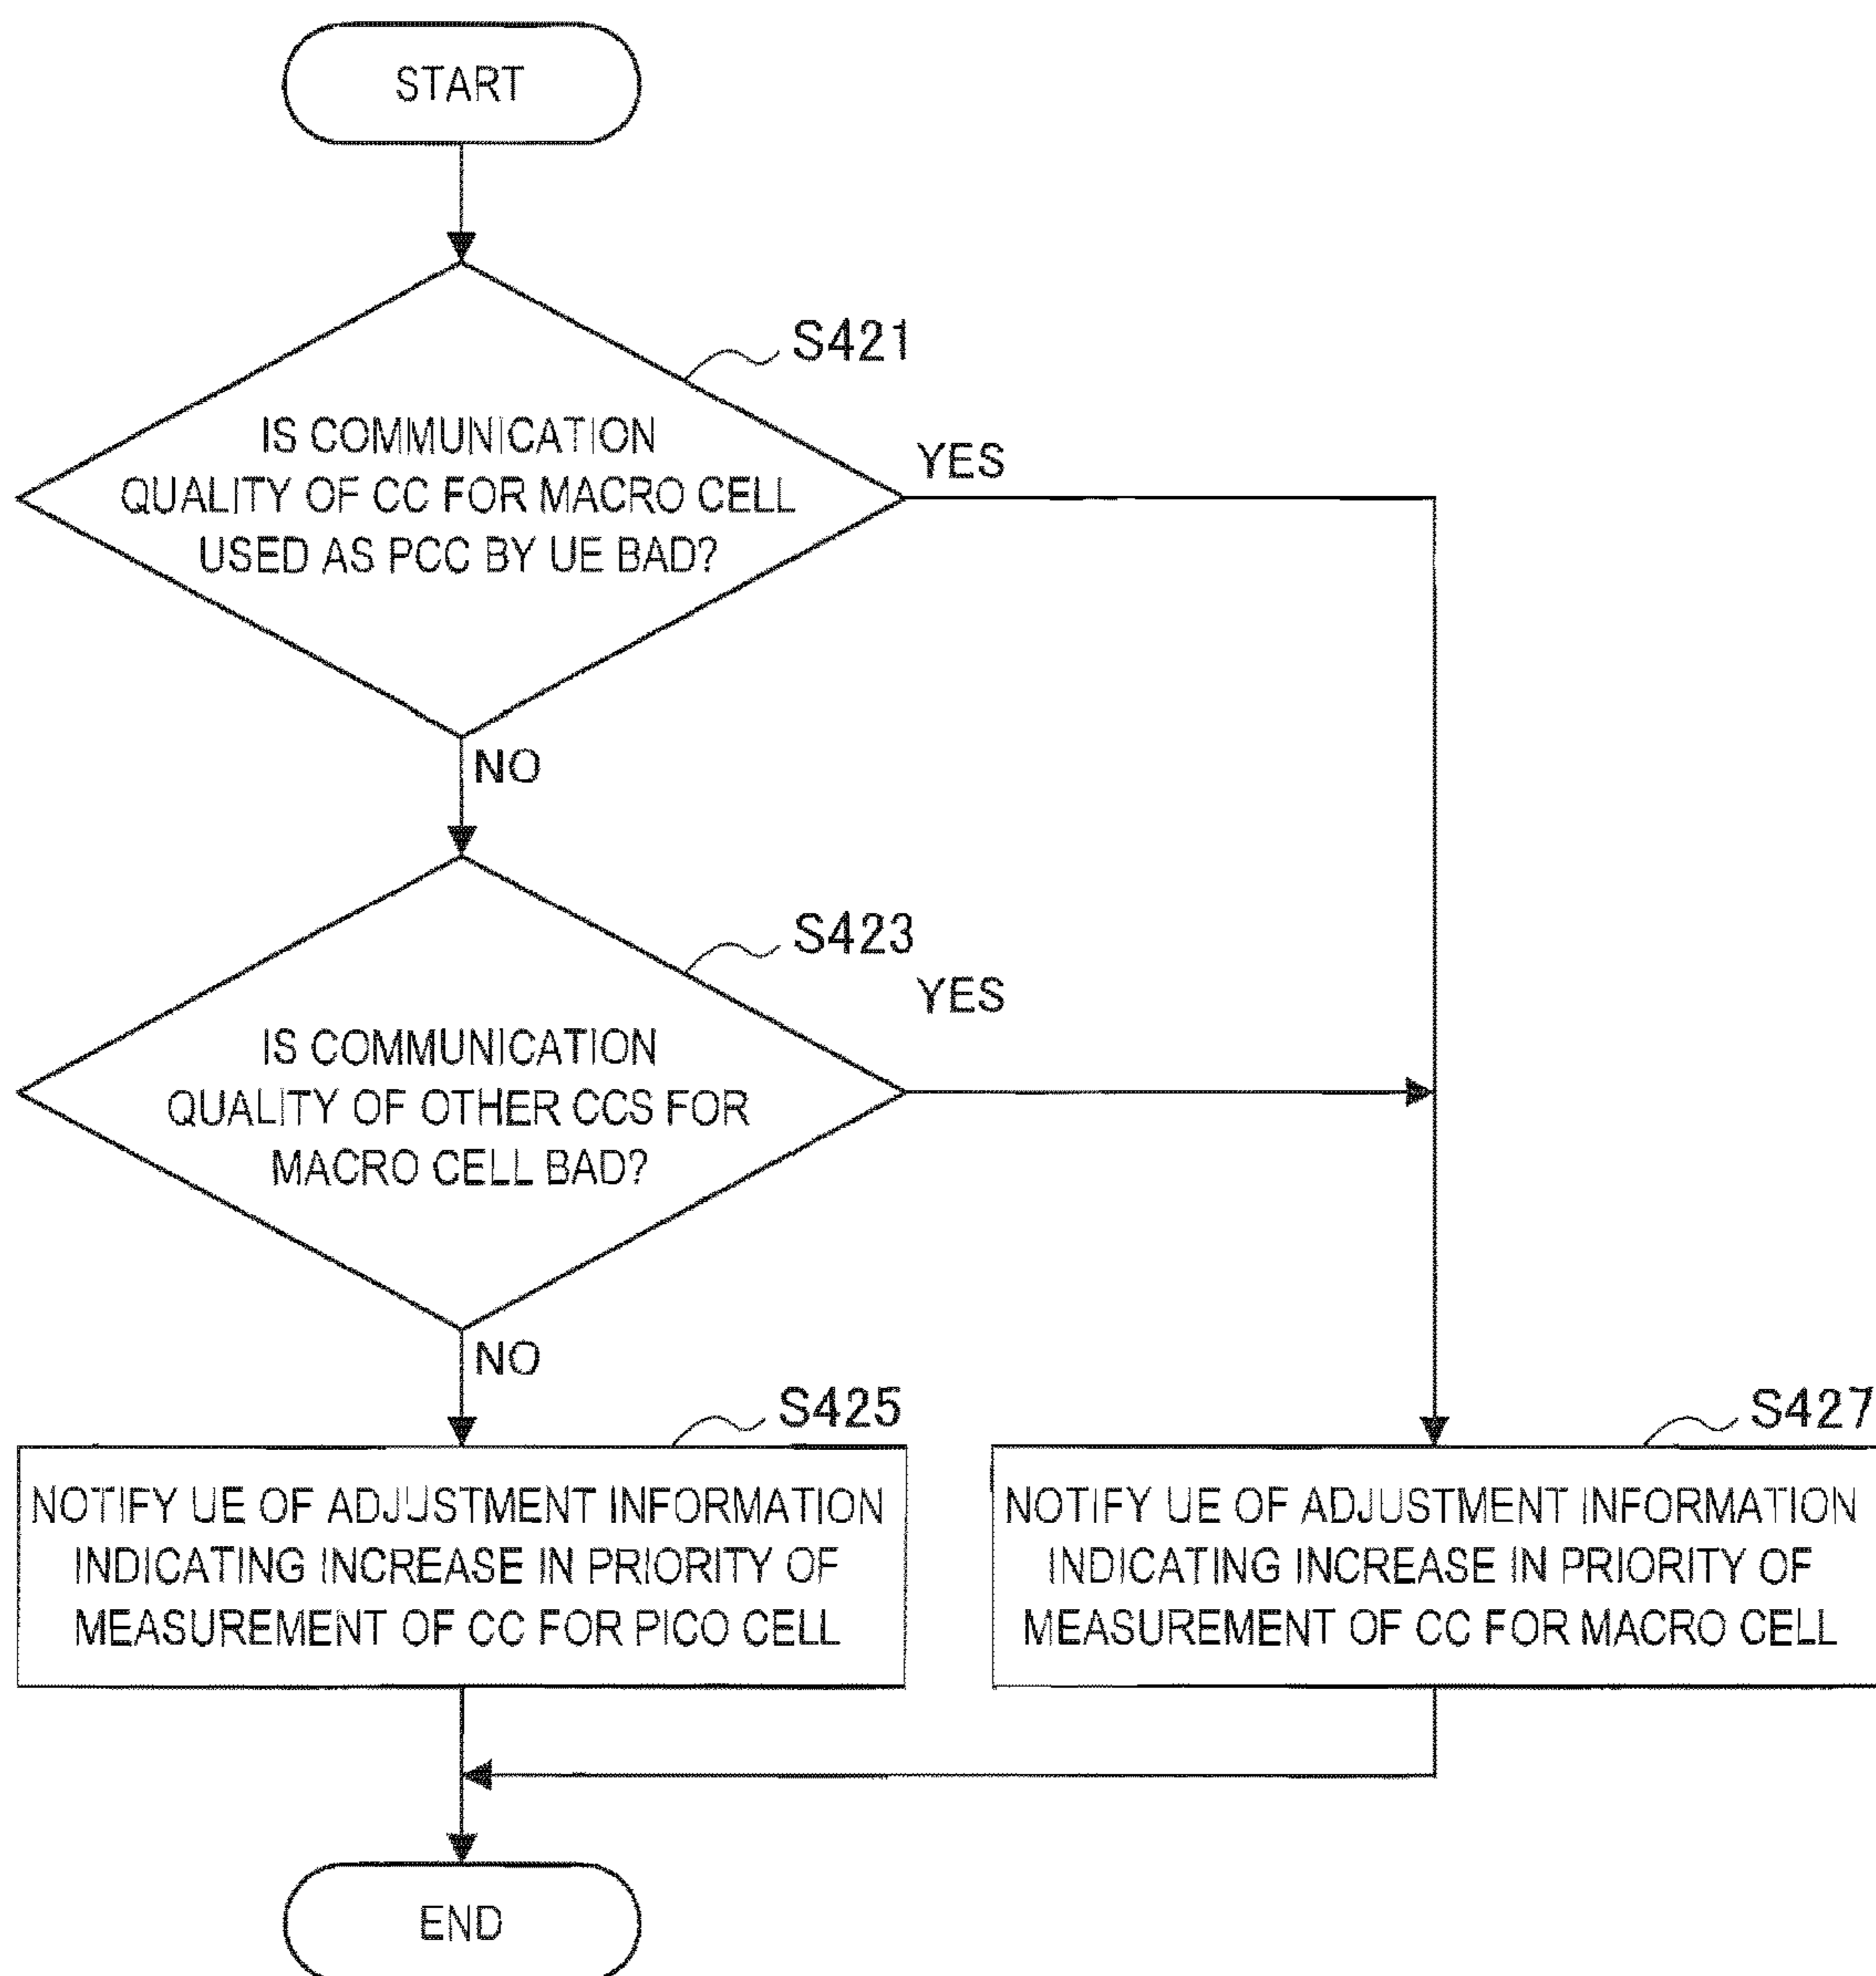 START
S421
IS COMMUNICATION
QUALITY OF CC FOR MACRO CELL
USED AS PCC BY UE BAD?
YES
NO
S423
YES
IS COMMUNICATION
QUALITY OF OTHER CCS FOR
MACRO CELL BAD?
NO
S425
NOTIFY UE OF ADJUSTMENT INFORMATION
INDICATING INCREASE IN PRIORITY OF
MEASUREMENT OF CC FOR PICO CELL
S427
NOTIFY UE OF ADJUSTMENT INFORMATION
INDICATING INCREASE IN PRIORITY OF
MEASUREMENT OF CC FOR MACRO CELL
END